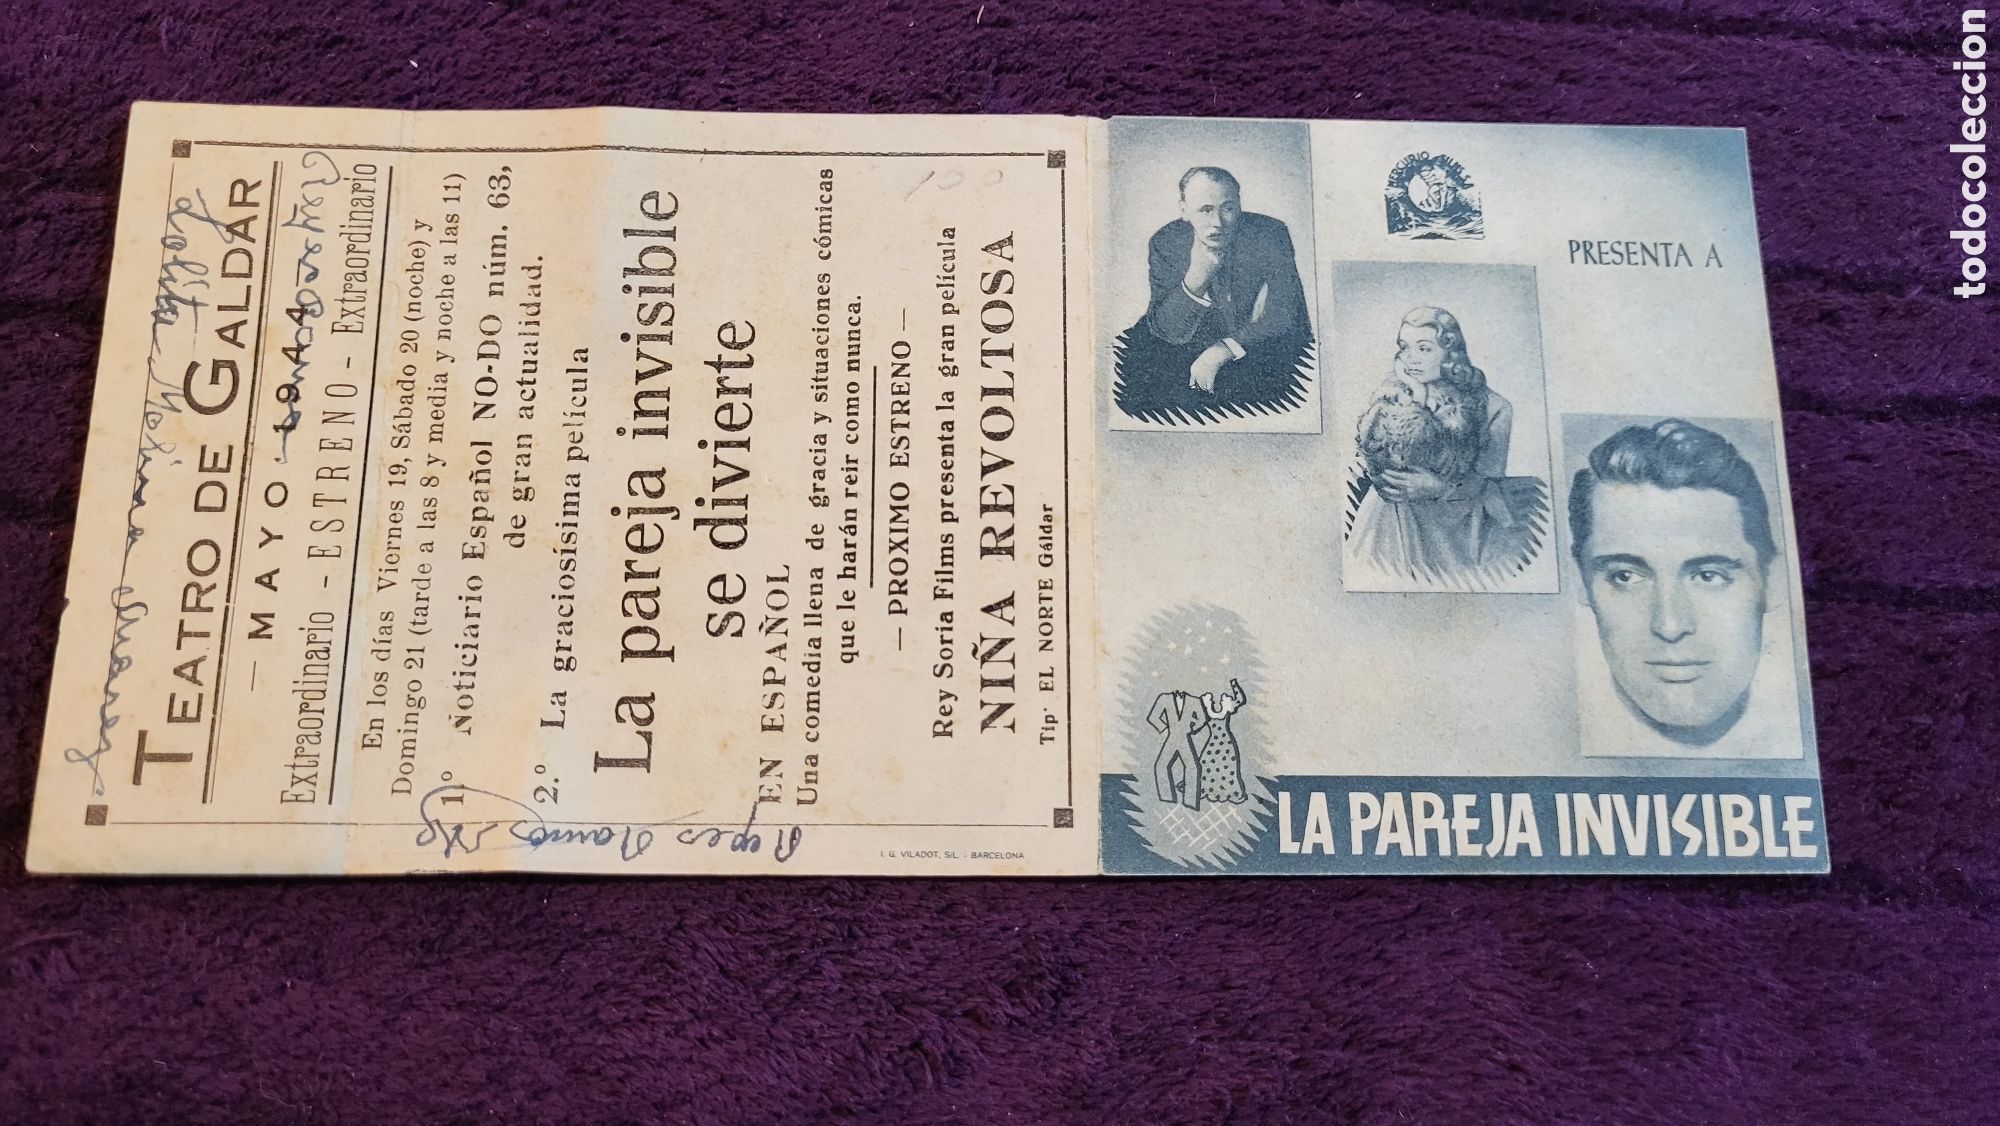 TEATRO DE GALDAR
— MAYO - 1944 —
Extraordinario - ESTRENO - Extraordinario
En los días Viernes 19, Sábado 20 (noche) y
Domingo 21 (tarde a las 8 y media y noche a las 11)
1º Noticiario Español NO-DO núm. 63,
de gran actualidad.
2.º La graciosísima película
La pareja invisible
se divierte
EN ESPAÑOL
Una comedia llena de gracia y situaciones cómicas
que le harán reir como nunca.
— PROXIMO ESTRENO —
Rey Soria Films presenta la gran película
NIÑA REVOLTOSA
Tip. EL NORTE Gáldar
I. G. VILADOT, S/L. - BARCELONA
100
MERCURIO FILMS S.A.
PRESENTA A
LA PAREJA INVISIBLE
todocoleccion